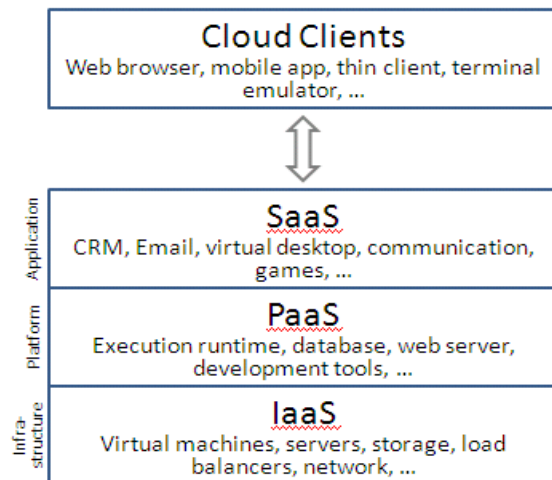 Cloud Clients
Web browser, mobile app, thin client, terminal
emulator, ...
Application
SaaS
CRM, Email, virtual desktop, communication,
games, ...
Platform
PaaS
Execution runtime, database, web server,
development tools, ...
Infra-
structure
IaaS
Virtual machines, servers, storage, load
balancers, network, ...